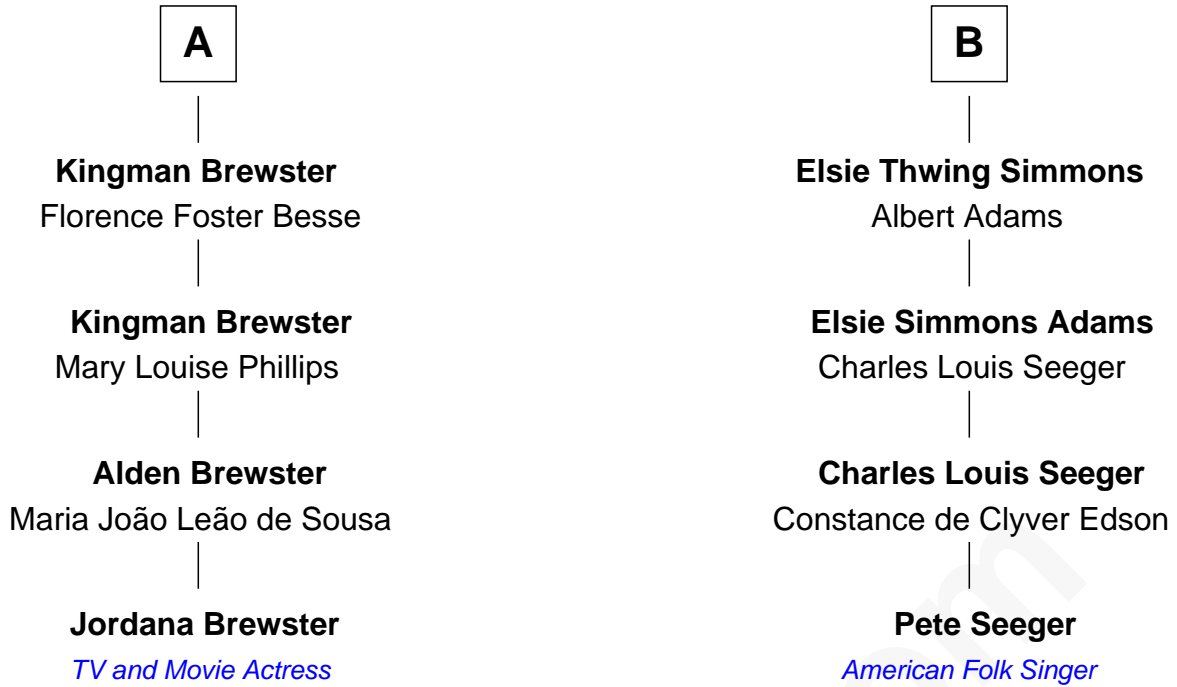 A
Kingman Brewster
Florence Foster Besse
Kingman Brewster
Mary Louise Phillips
Alden Brewster
Maria João Leão de Sousa
Jordana Brewster
TV and Movie Actress
B
Elsie Thwing Simmons
Albert Adams
Elsie Simmons Adams
Charles Louis Seeger
Charles Louis Seeger
Constance de Clyver Edson
Pete Seeger
American Folk Singer